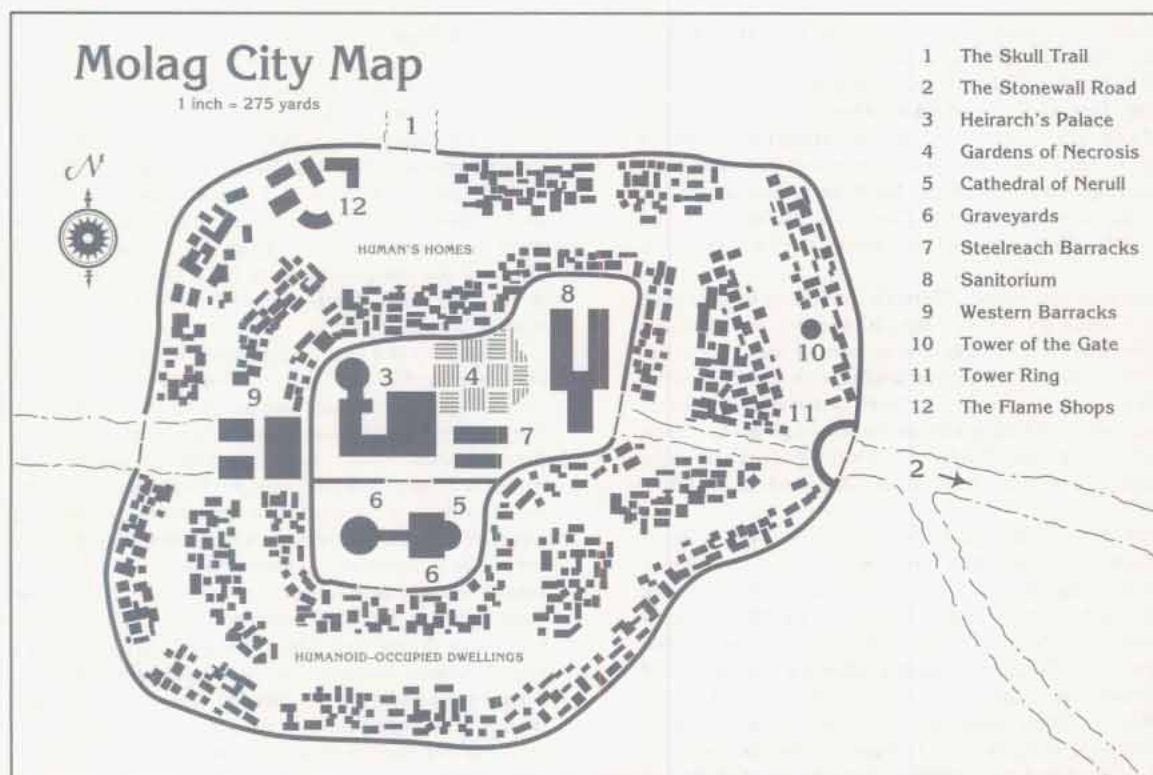 Molag City Map
1 inch = 275 yards
N
1 The Skull Trail
2 The Stonewall Road
3 Heirarch's Palace
4 Gardens of Necrosis
5 Cathedral of Nerull
6 Graveyards
7 Steelreach Barracks
8 Sanitorium
9 Western Barracks
10 Tower of the Gate
11 Tower Ring
12 The Flame Shops
1
12
HUMAN'S HOMES
8
10
3
4
9
11
7
2
6
5
6
HUMANOID-OCCUPIED DWELLINGS